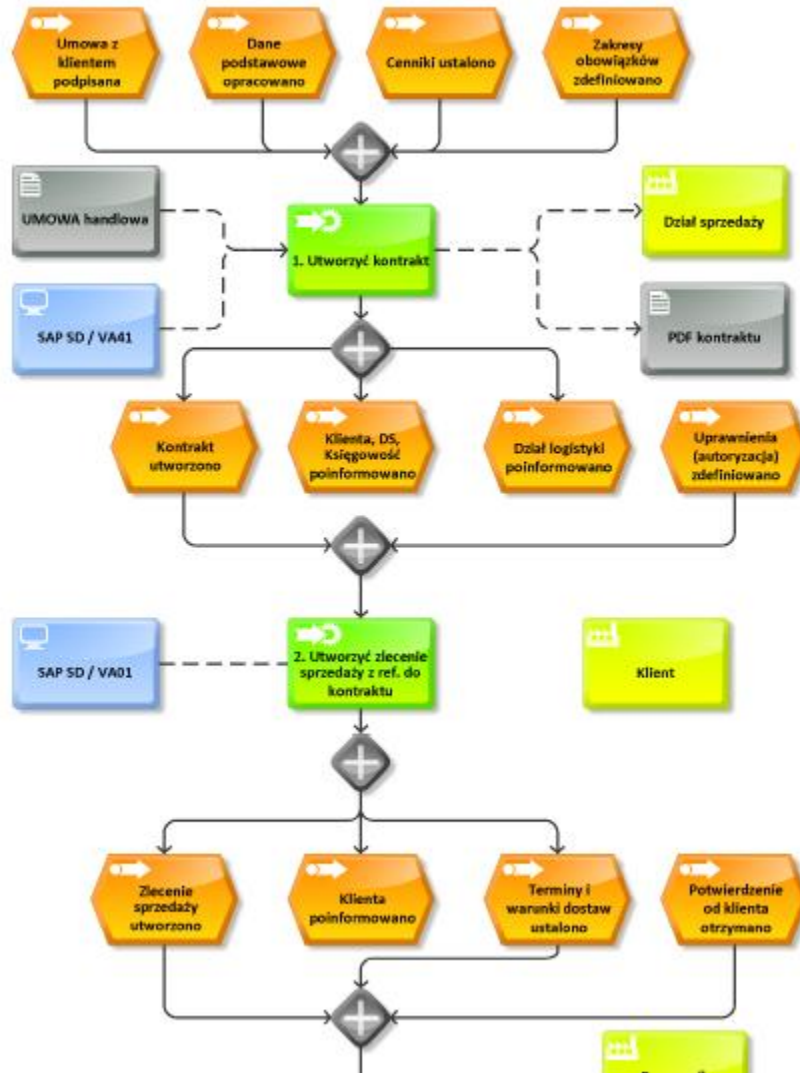 Umowa z
klientem
podpisana
Dane
podstawowe
opracowano
Cenniki ustalono
Zakresy
obowiązków
zdefiniowano
UMOWA handlowa
1. Utworzyć kontrakt
Dział sprzedaży
SAP SD / VA41
PDF kontraktu
Kontrakt
utworzono
Klienta, DS,
Księgowość
poinformowano
Dział logistyki
poinformowano
Uprawnienia
(autoryzacja)
zdefiniowano
SAP SD / VA01
2. Utworzyć zlecenie
sprzedaży z ref. do
kontraktu
Klient
Zlecenie
sprzedaży
utworzono
Klienta
poinformowano
Terminy i
warunki dostaw
ustalono
Potwierdzenie
od klienta
otrzymano